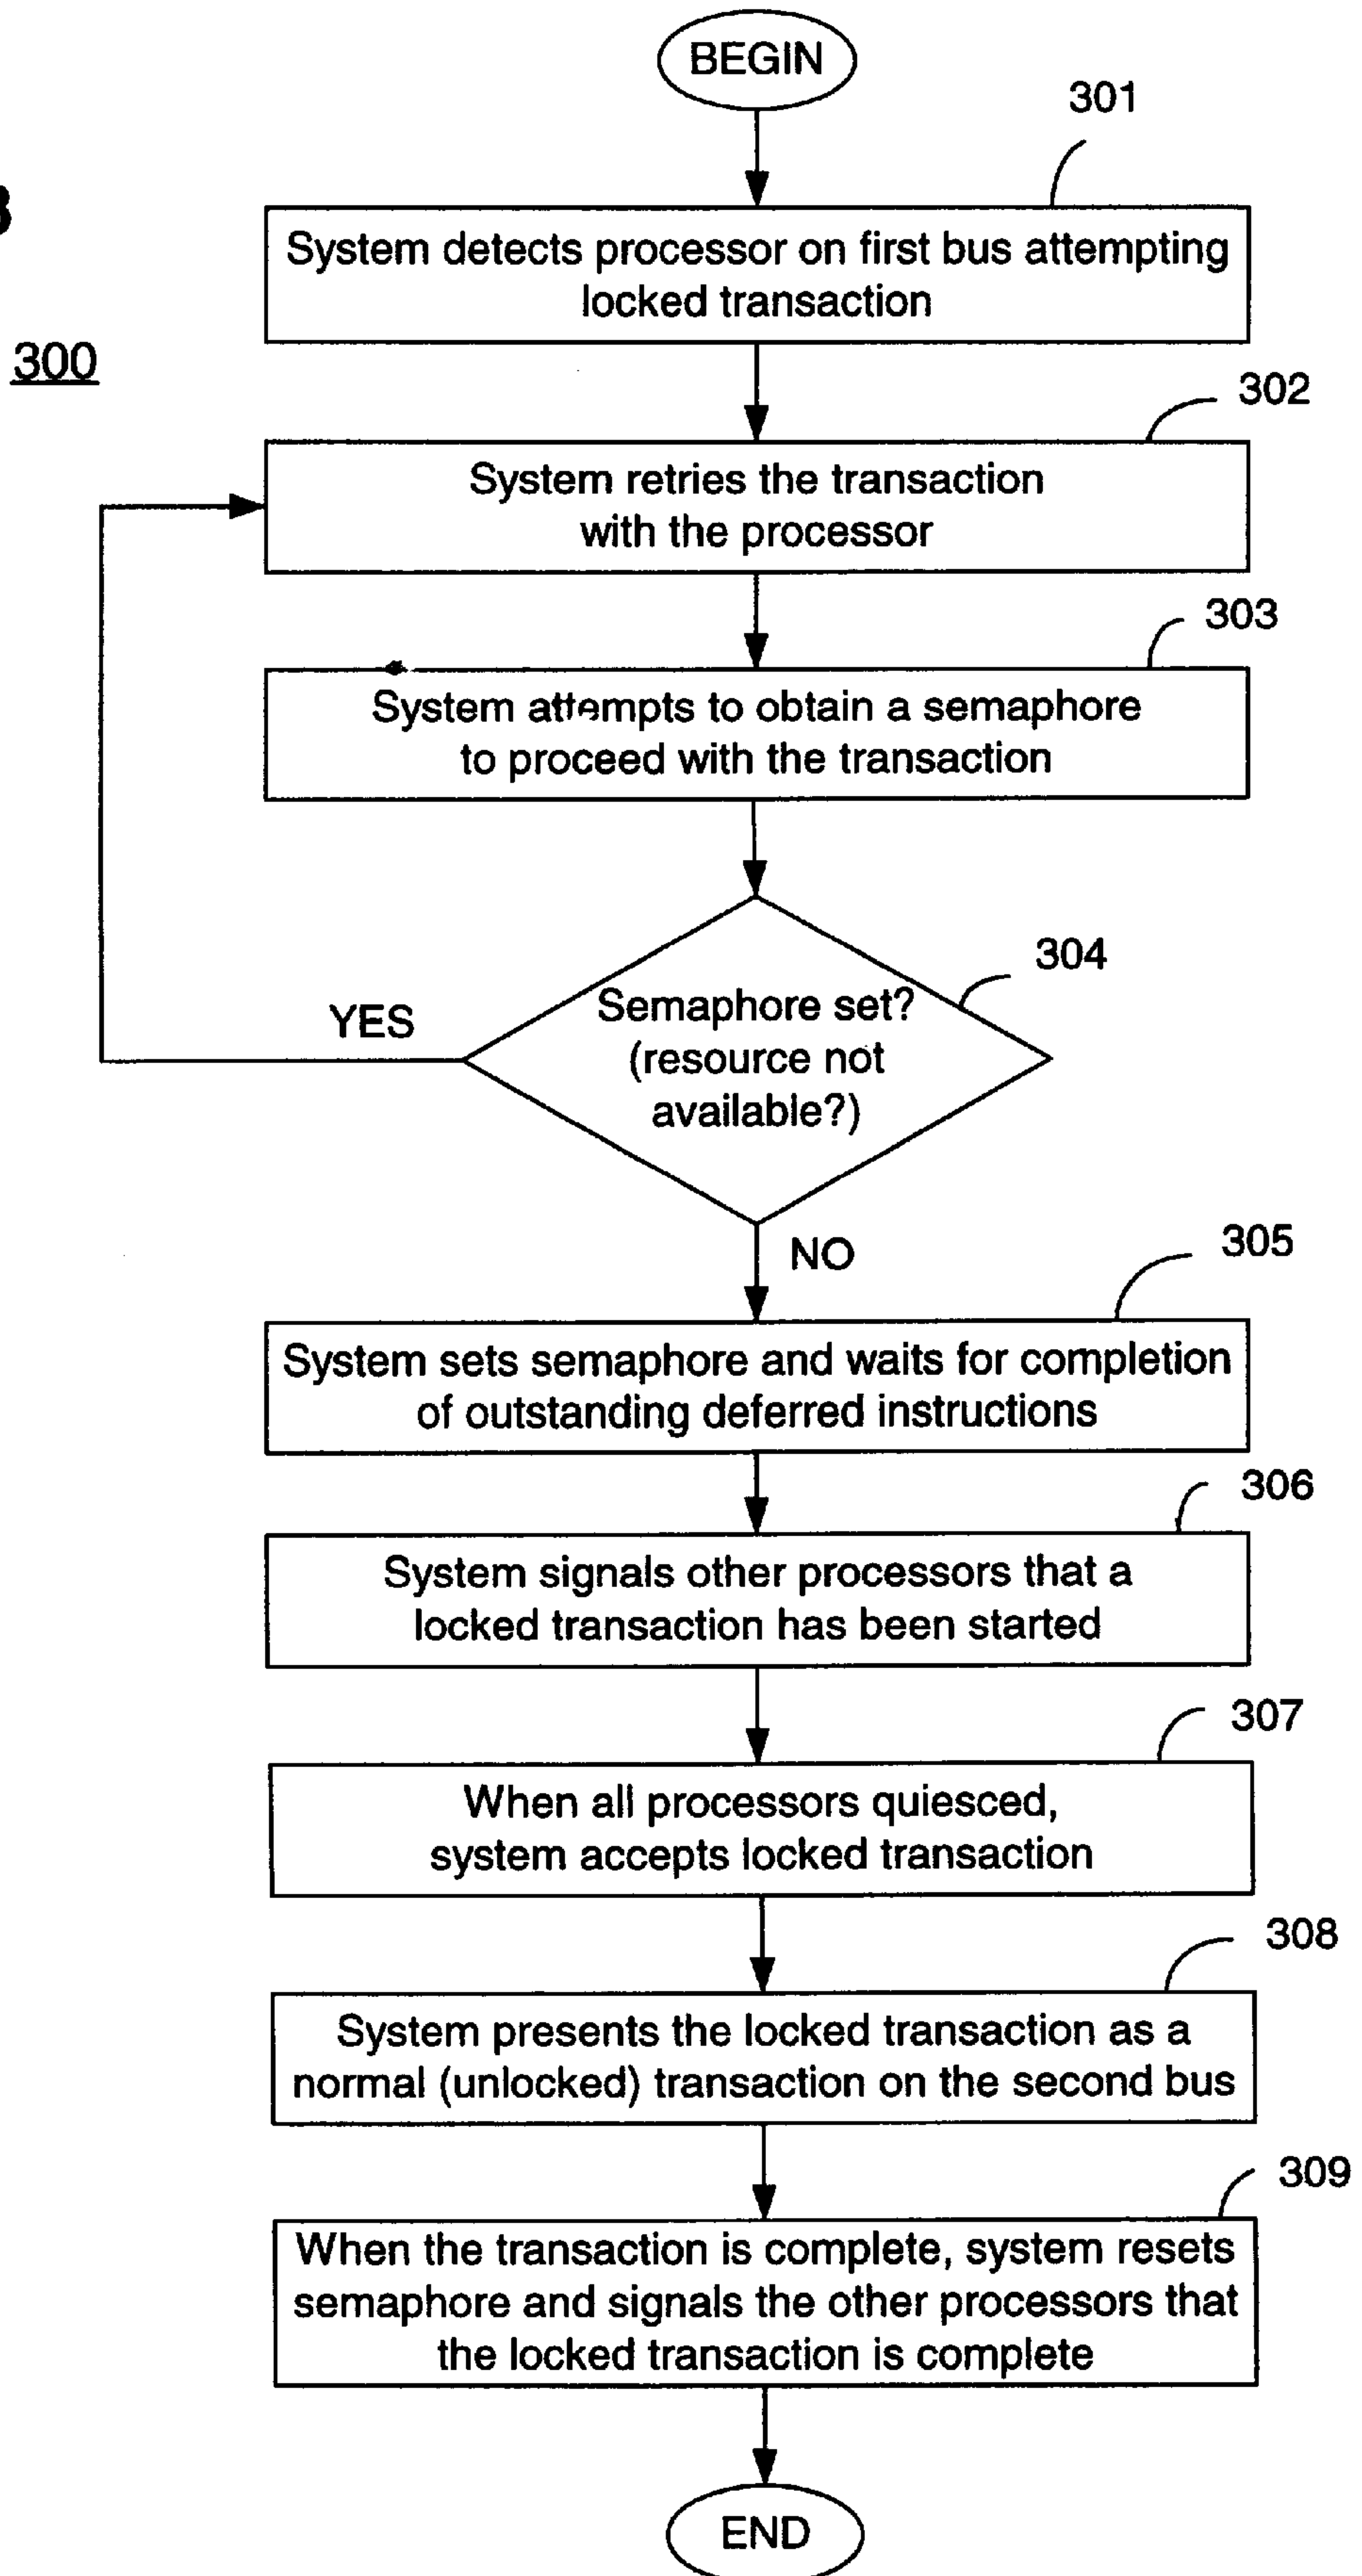 BEGIN
301
System detects processor on first bus attempting
locked transaction
300
302
System retries the transaction
with the processor
303
System attempts to obtain a semaphore
to proceed with the transaction
304
Semaphore set?
(resource not
available?)
YES
NO
305
System sets semaphore and waits for completion
of outstanding deferred instructions
306
System signals other processors that a
locked transaction has been started
307
When all processors quiesced,
system accepts locked transaction
308
System presents the locked transaction as a
normal (unlocked) transaction on the second bus
309
When the transaction is complete, system resets
semaphore and signals the other processors that
the locked transaction is complete
END